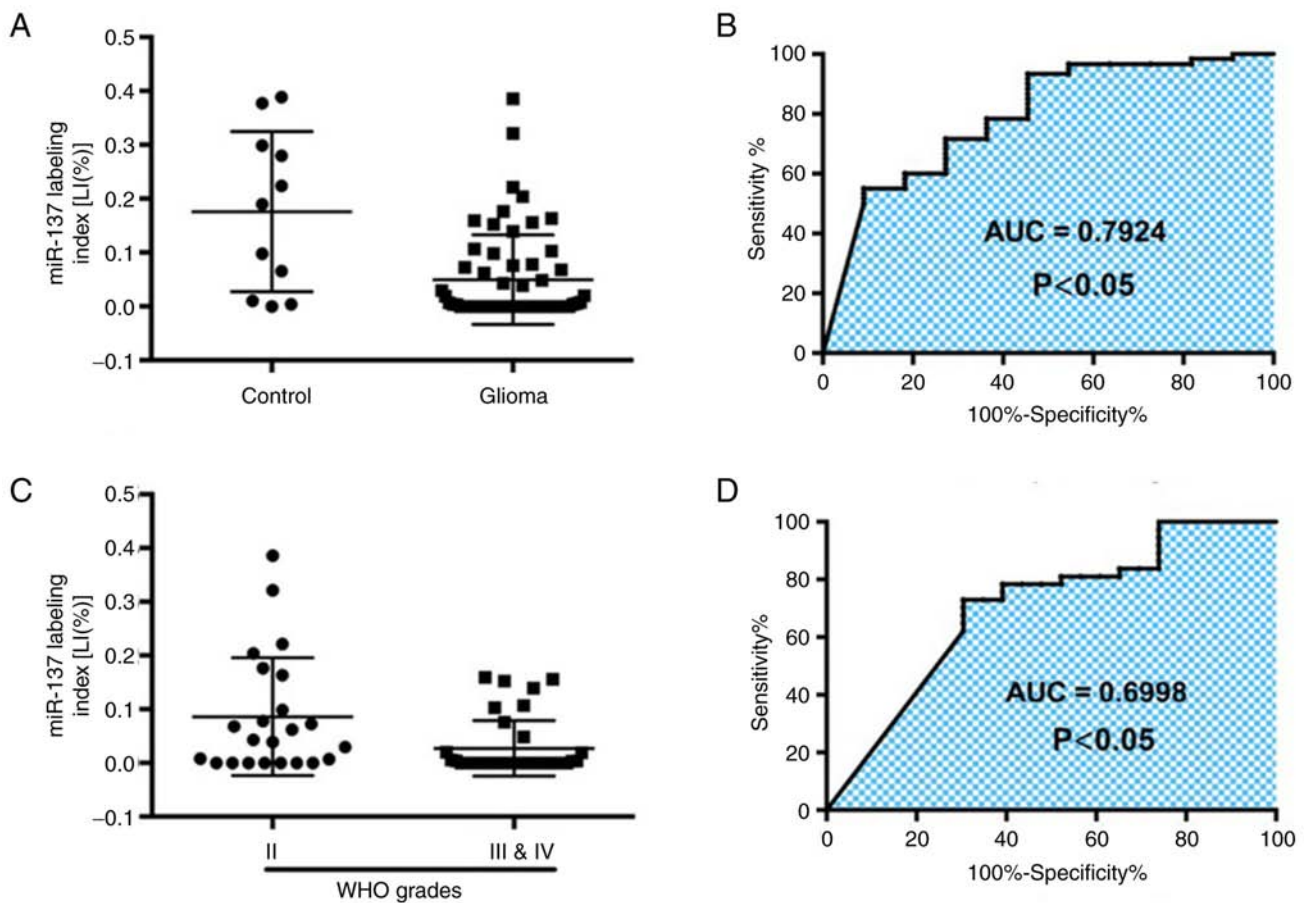 A
miR-137 labeling
index [LI(%)]
0.5
0.4
0.3
0.2
0.1
0.0
–0.1
Control
Glioma
B
Sensitivity %
100
80
60
40
20
0
AUC = 0.7924
P<0.05
0
20
40
60
80
100
100%-Specificity%
C
miR-137 labeling
index [LI(%)]
0.5
0.4
0.3
0.2
0.1
0.0
–0.1
II
III & IV
WHO grades
D
Sensitivity%
100
80
60
40
20
0
AUC = 0.6998
P<0.05
0
20
40
60
80
100
100%-Specificity%